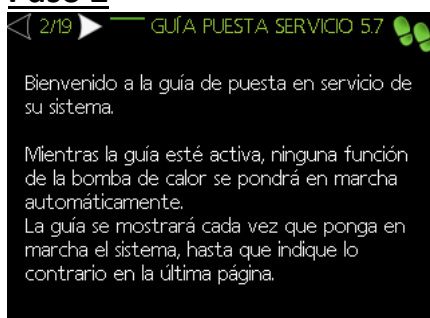 Paso 2
2/19 GUÍA PUESTA SERVICIO 5.7
Bienvenido a la guía de puesta en servicio de
su sistema.
Mientras la guía esté activa, ninguna función
de la bomba de calor se pondrá en marcha
automáticamente.
La guía se mostrará cada vez que ponga en
marcha el sistema, hasta que indique lo
contrario en la última página.